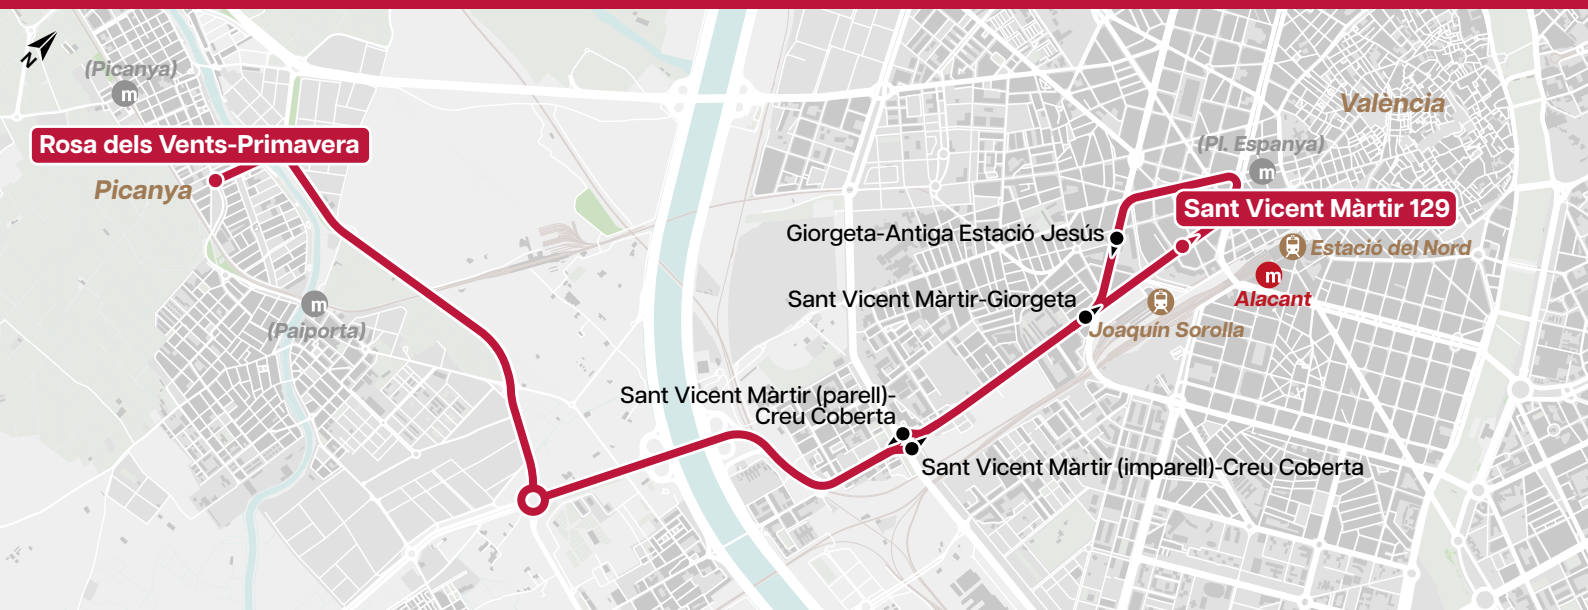 N
(Picanya)
m
Rosa dels Vents-Primavera
Picanya
m
(Paiporta)
València
(Pl. Espanya)
m
Sant Vicent Màrtir 129
Giorgeta-Antiga Estació Jesús
Estació del Nord
m
Alacant
Sant Vicent Màrtir-Giorgeta
Joaquín Sorolla
Sant Vicent Màrtir (parell)-
Creu Coberta
Sant Vicent Màrtir (imparell)-Creu Coberta